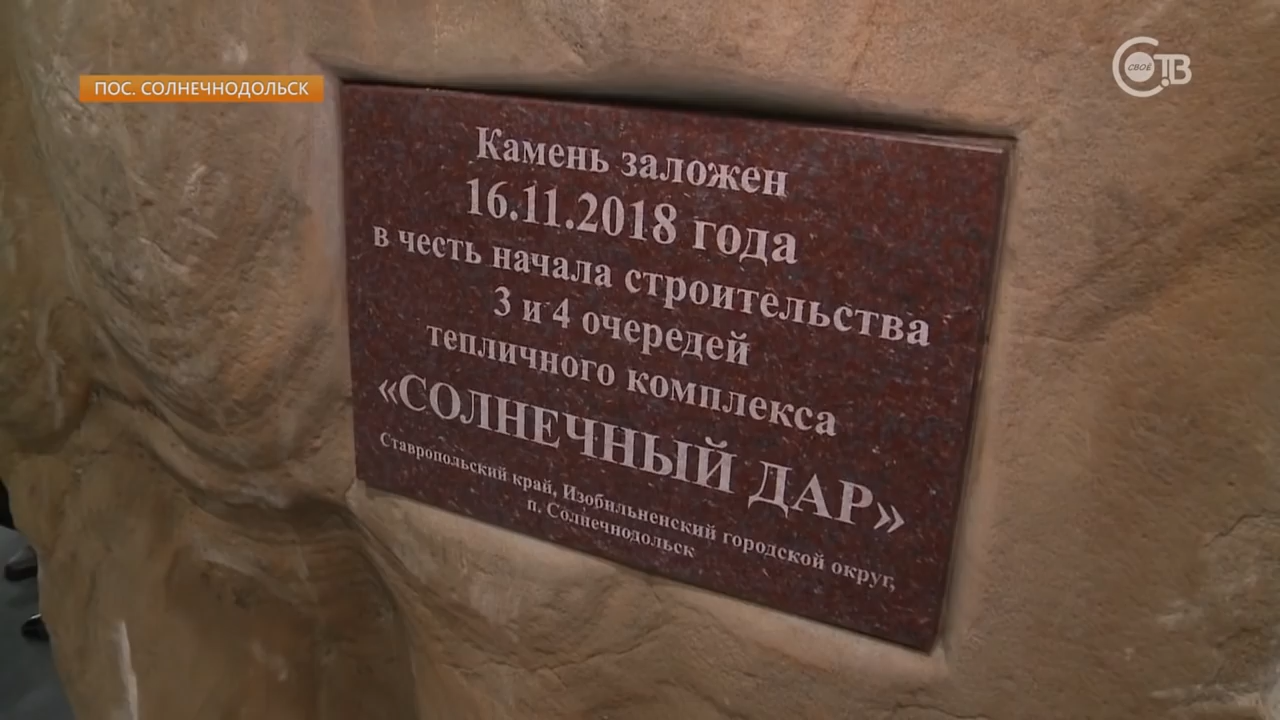 ПОС. СОЛНЕЧНОДОЛЬСК
СВОЁ ТВ
Камень заложен
16.11.2018 года
в честь начала строительства
3 и 4 очередей
тепличного комплекса
«СОЛНЕЧНЫЙ ДАР»
Ставропольский край, Изобильненский городской округ,
п. Солнечнодольск